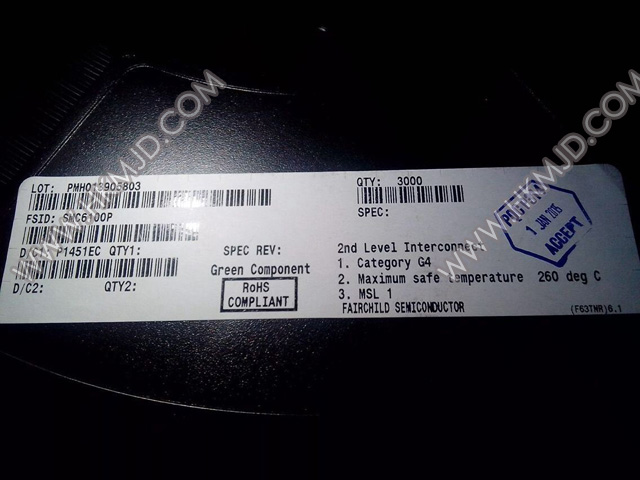 LOT: PMH013905803
QTY: 3000
FSID: SMC6100P
SPEC:
P1451EC QTY1:
SPEC REV:
Green Component
D/C2: QTY2:
RoHS
COMPLIANT
2nd Level Interconnect
1. Category G4
2. Maximum safe temperature 260 deg C
3. MSL 1
FAIRCHILD SEMICONDUCTOR
(F63TNR)6.1
1 JAN 2015
ACCEPT
WWW.HKMJD.COM
WWW.HKMJD.COM